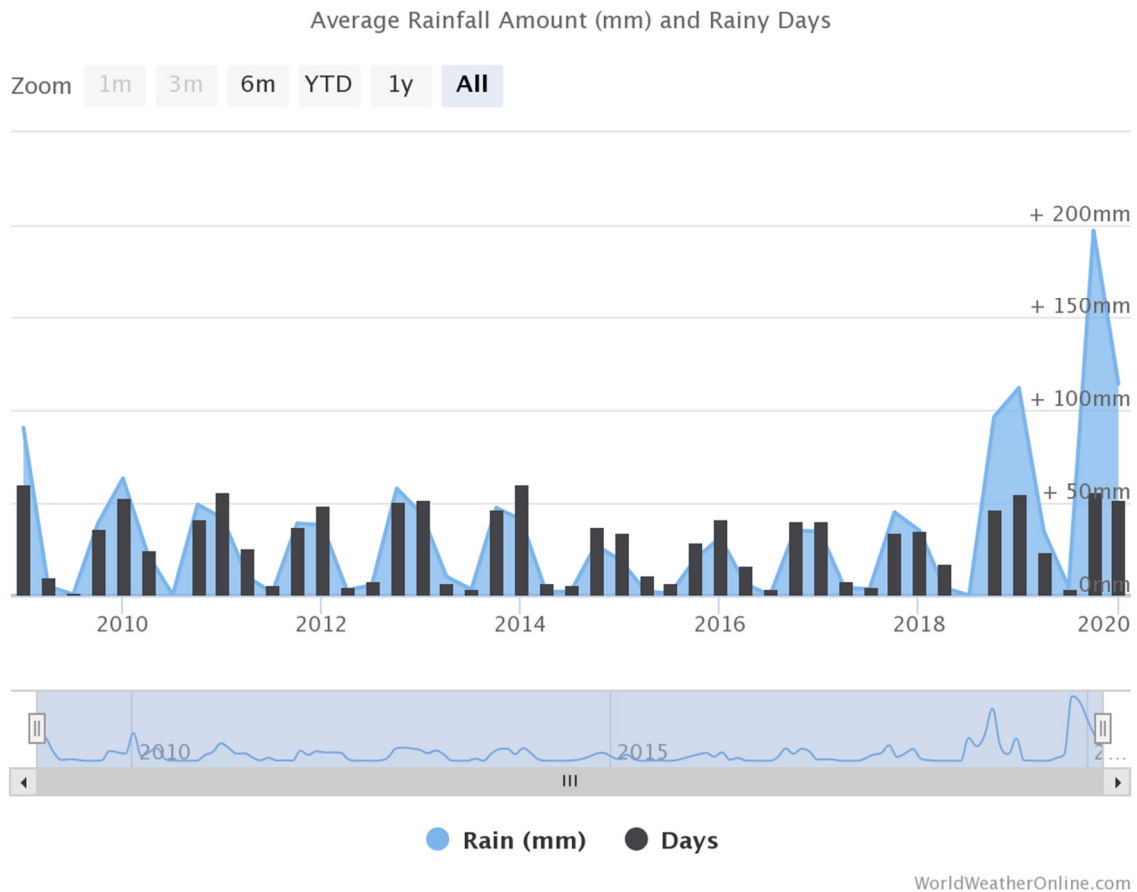 Average Rainfall Amount (mm) and Rainy Days
Zoom 1m 3m 6m YTD 1y All
+ 200mm
+ 150mm
+ 100mm
+ 50mm
0mm
2010 2012 2014 2016 2018 2020
2010 2015 2…
Rain (mm) Days
WorldWeatherOnline.com